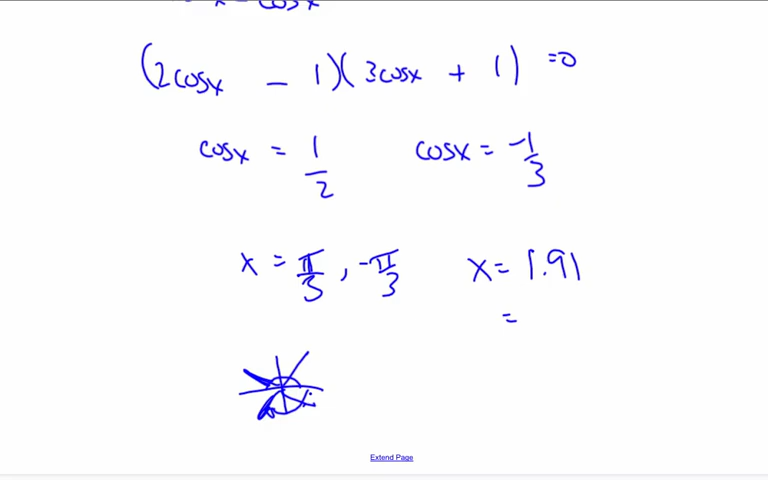 (2cosx - 1)(3cosx + 1) =0
cosx = 1/2 cosx = -1/3
x = π/3 , -π/3 x = 1.91
=
Extend Page